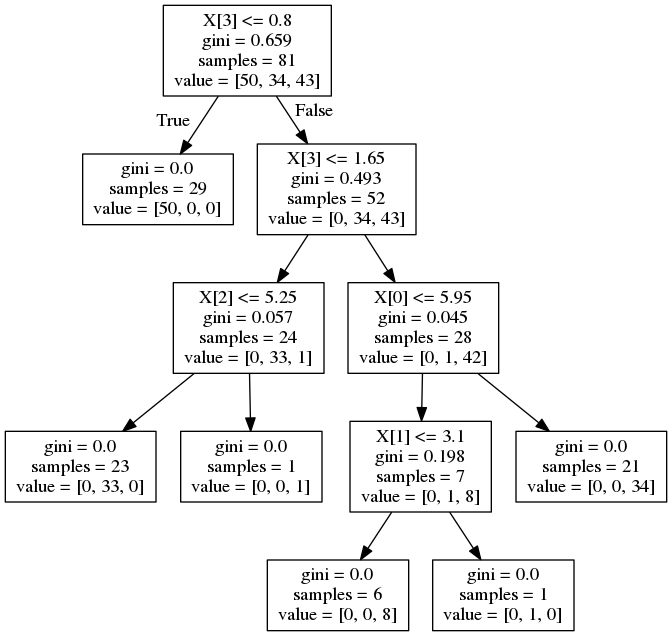 X[3] <= 0.8
gini = 0.659
samples = 81
value = [50, 34, 43]
True
False
gini = 0.0
samples = 29
value = [50, 0, 0]
X[3] <= 1.65
gini = 0.493
samples = 52
value = [0, 34, 43]
X[2] <= 5.25
gini = 0.057
samples = 24
value = [0, 33, 1]
X[0] <= 5.95
gini = 0.045
samples = 28
value = [0, 1, 42]
gini = 0.0
samples = 23
value = [0, 33, 0]
gini = 0.0
samples = 1
value = [0, 0, 1]
X[1] <= 3.1
gini = 0.198
samples = 7
value = [0, 1, 8]
gini = 0.0
samples = 21
value = [0, 0, 34]
gini = 0.0
samples = 6
value = [0, 0, 8]
gini = 0.0
samples = 1
value = [0, 1, 0]